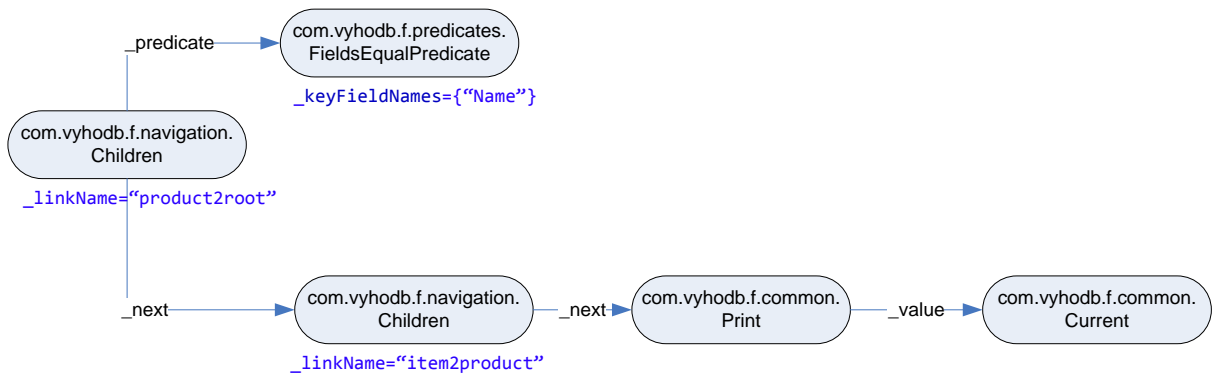 com.vyhodb.f.predicates.
FieldsEqualPredicate
_predicate
_keyFieldNames={“Name”}
com.vyhodb.f.navigation.
Children
_linkName=“product2root”
_next
com.vyhodb.f.navigation.
Children
_next
com.vyhodb.f.common.
Print
_value
com.vyhodb.f.common.
Current
_linkName=“item2product”